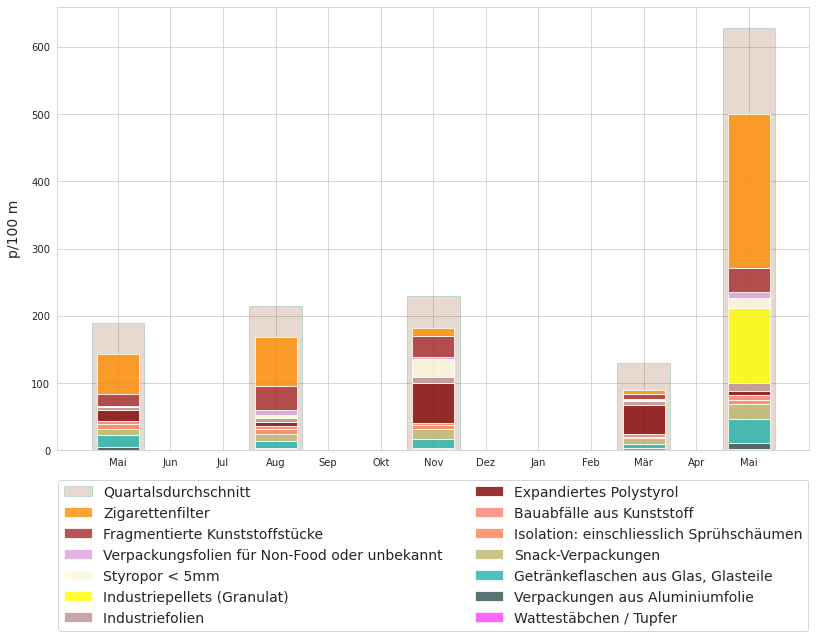 600
500
400
300
200
100
0
p/100 m
Mai Jun Jul Aug Sep Okt Nov Dez Jan Feb Mär Apr Mai
Quartalsdurchschnitt
Zigarettenfilter
Fragmentierte Kunststoffstücke
Verpackungsfolien für Non-Food oder unbekannt
Styropor < 5mm
Industriepellets (Granulat)
Industriefolien
Expandiertes Polystyrol
Bauabfälle aus Kunststoff
Isolation: einschliesslich Sprühschäumen
Snack-Verpackungen
Getränkeflaschen aus Glas, Glasteile
Verpackungen aus Aluminiumfolie
Wattestäbchen / Tupfer